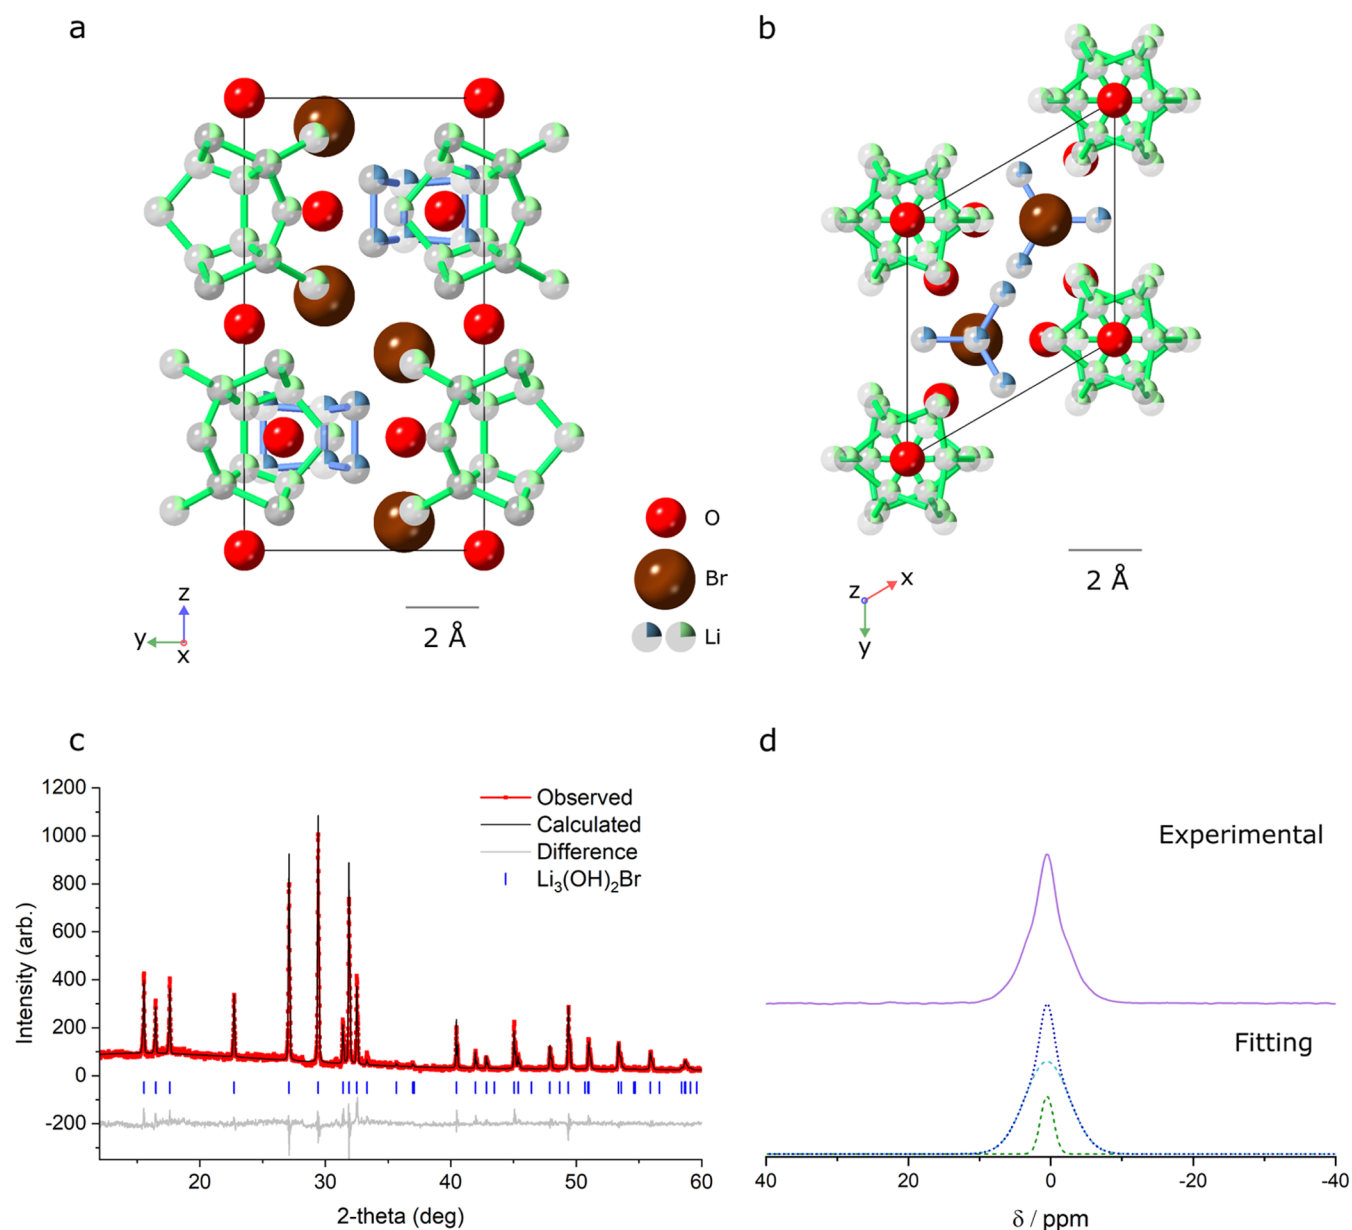 a
b
z
y
x
2 Å
O
Br
Li
z
x
y
2 Å
c
d
1200
1000
800
600
400
200
0
-200
Intensity (arb.)
Observed
Calculated
Difference
Li₃(OH)₂Br
20
30
40
50
60
2-theta (deg)
Experimental
Fitting
40
20
0
-20
-40
δ / ppm